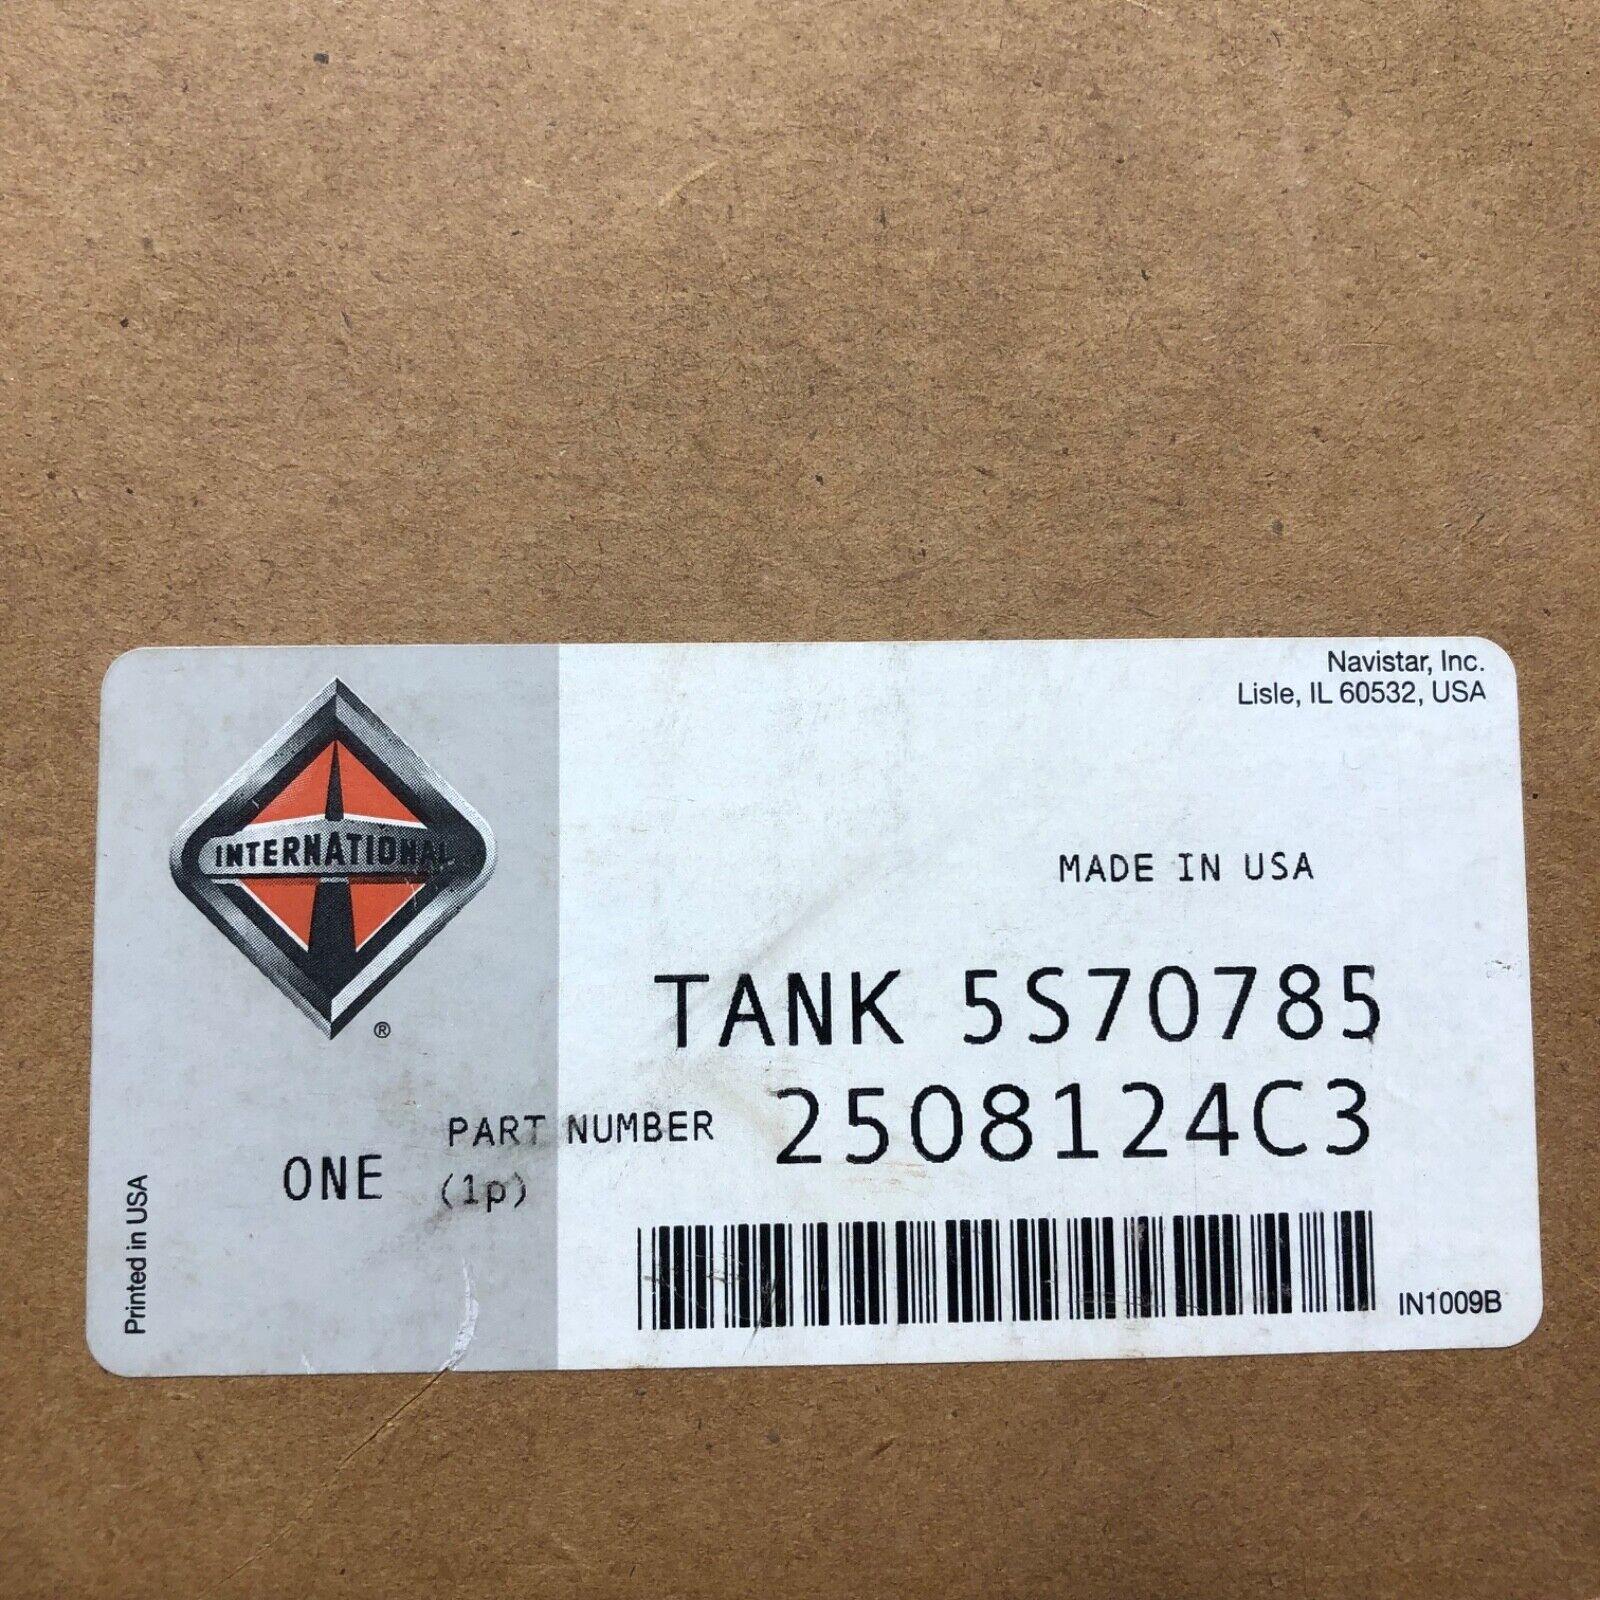 Navistar, Inc.
Lisle, IL 60532, USA
INTERNATIONAL
®
MADE IN USA
TANK 5S70785
PART NUMBER 2508124C3
ONE (1p)
Printed in USA
IN1009B